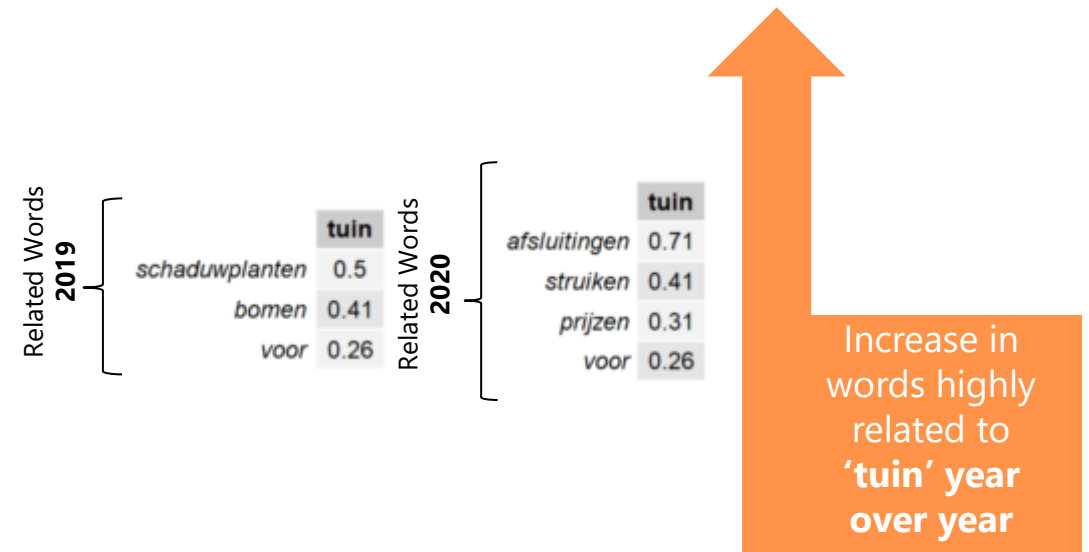 Related Words
2019
tuin
schaduwplanten 0.5
bomen 0.41
voor 0.26
Related Words
2020
tuin
afsluitingen 0.71
struiken 0.41
prijzen 0.31
voor 0.26
Increase in
words highly
related to
‘tuin’ year
over year